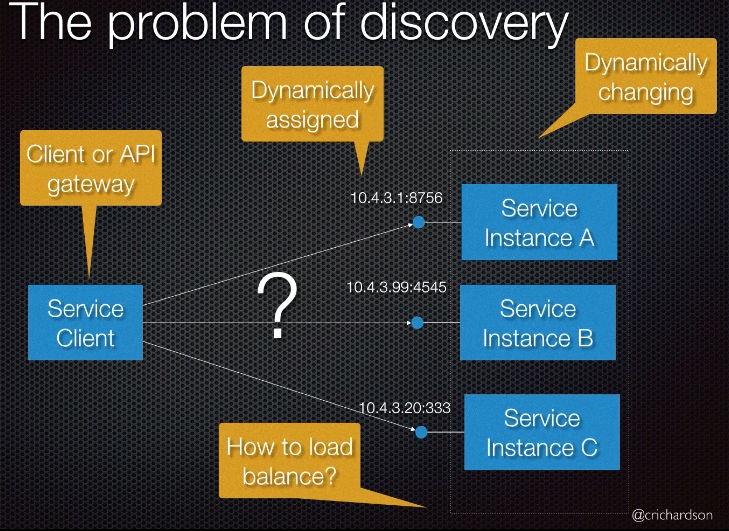 The problem of discovery
Dynamically
changing
Dynamically
assigned
Client or API
gateway
10.4.3.1:8756
Service
Instance A
?
10.4.3.99:4545
Service
Client
Service
Instance B
10.4.3.20:333
Service
Instance C
How to load
balance?
@crichardson